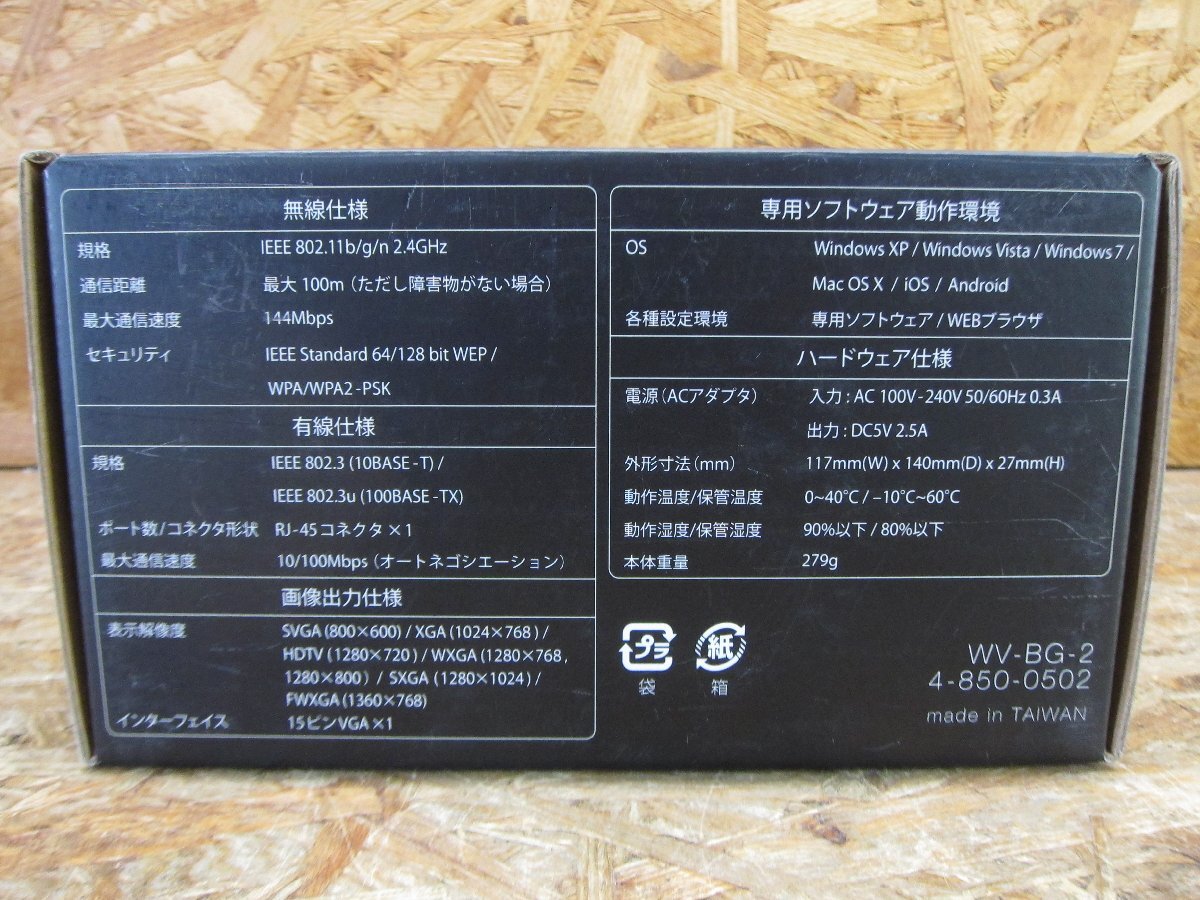 無線仕様
規格 IEEE 802.11b/g/n 2.4GHz
通信距離 最大 100m（ただし障害物がない場合）
最大通信速度 144Mbps
セキュリティ IEEE Standard 64/128 bit WEP /
WPA/WPA2-PSK
有線仕様
規格 IEEE 802.3 (10BASE-T) /
IEEE 802.3u (100BASE-TX)
ポート数/コネクタ形状 RJ-45コネクタ×1
最大通信速度 10/100Mbps（オートネゴシエーション）
画像出力仕様
表示解像度 SVGA (800×600) / XGA (1024×768) /
HDTV (1280×720) / WXGA (1280×768,
1280×800) / SXGA (1280×1024) /
FWXGA (1360×768)
インターフェイス 15ピンVGA×1
専用ソフトウェア動作環境
OS Windows XP / Windows Vista / Windows 7 /
Mac OS X / iOS / Android
各種設定環境 専用ソフトウェア / WEBブラウザ
ハードウェア仕様
電源（ACアダプタ） 入力 : AC 100V-240V 50/60Hz 0.3A
出力 : DC5V 2.5A
外形寸法（mm） 117mm(W) x 140mm(D) x 27mm(H)
動作温度/保管温度 0~40°C / −10°C~60°C
動作湿度/保管湿度 90%以下 / 80%以下
本体重量 279g
プラ 紙
袋 箱
WV-BG-2
4-850-0502
made in TAIWAN